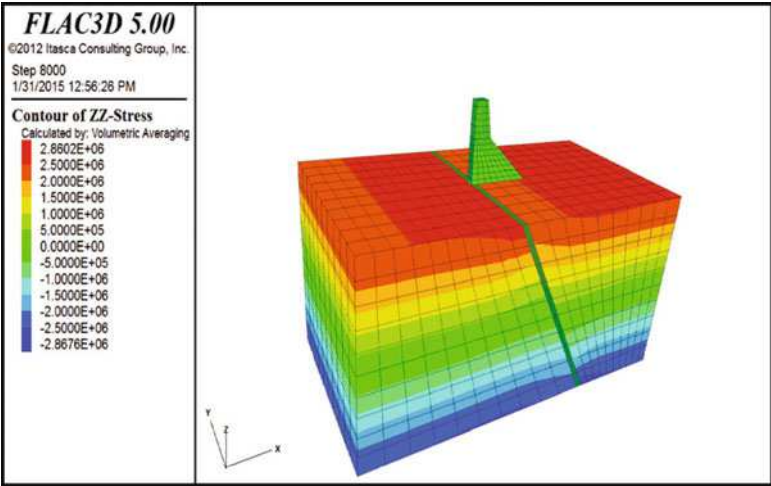 FLAC3D 5.00
©2012 Itasca Consulting Group, Inc.
Step 8000
1/31/2015 12:56:26 PM
Contour of ZZ-Stress
Calculated by: Volumetric Averaging
2.8602E+06
2.5000E+06
2.0000E+06
1.5000E+06
1.0000E+06
5.0000E+05
0.0000E+00
-5.0000E+05
-1.0000E+06
-1.5000E+06
-2.0000E+06
-2.5000E+06
-2.8676E+06
Y
Z
X